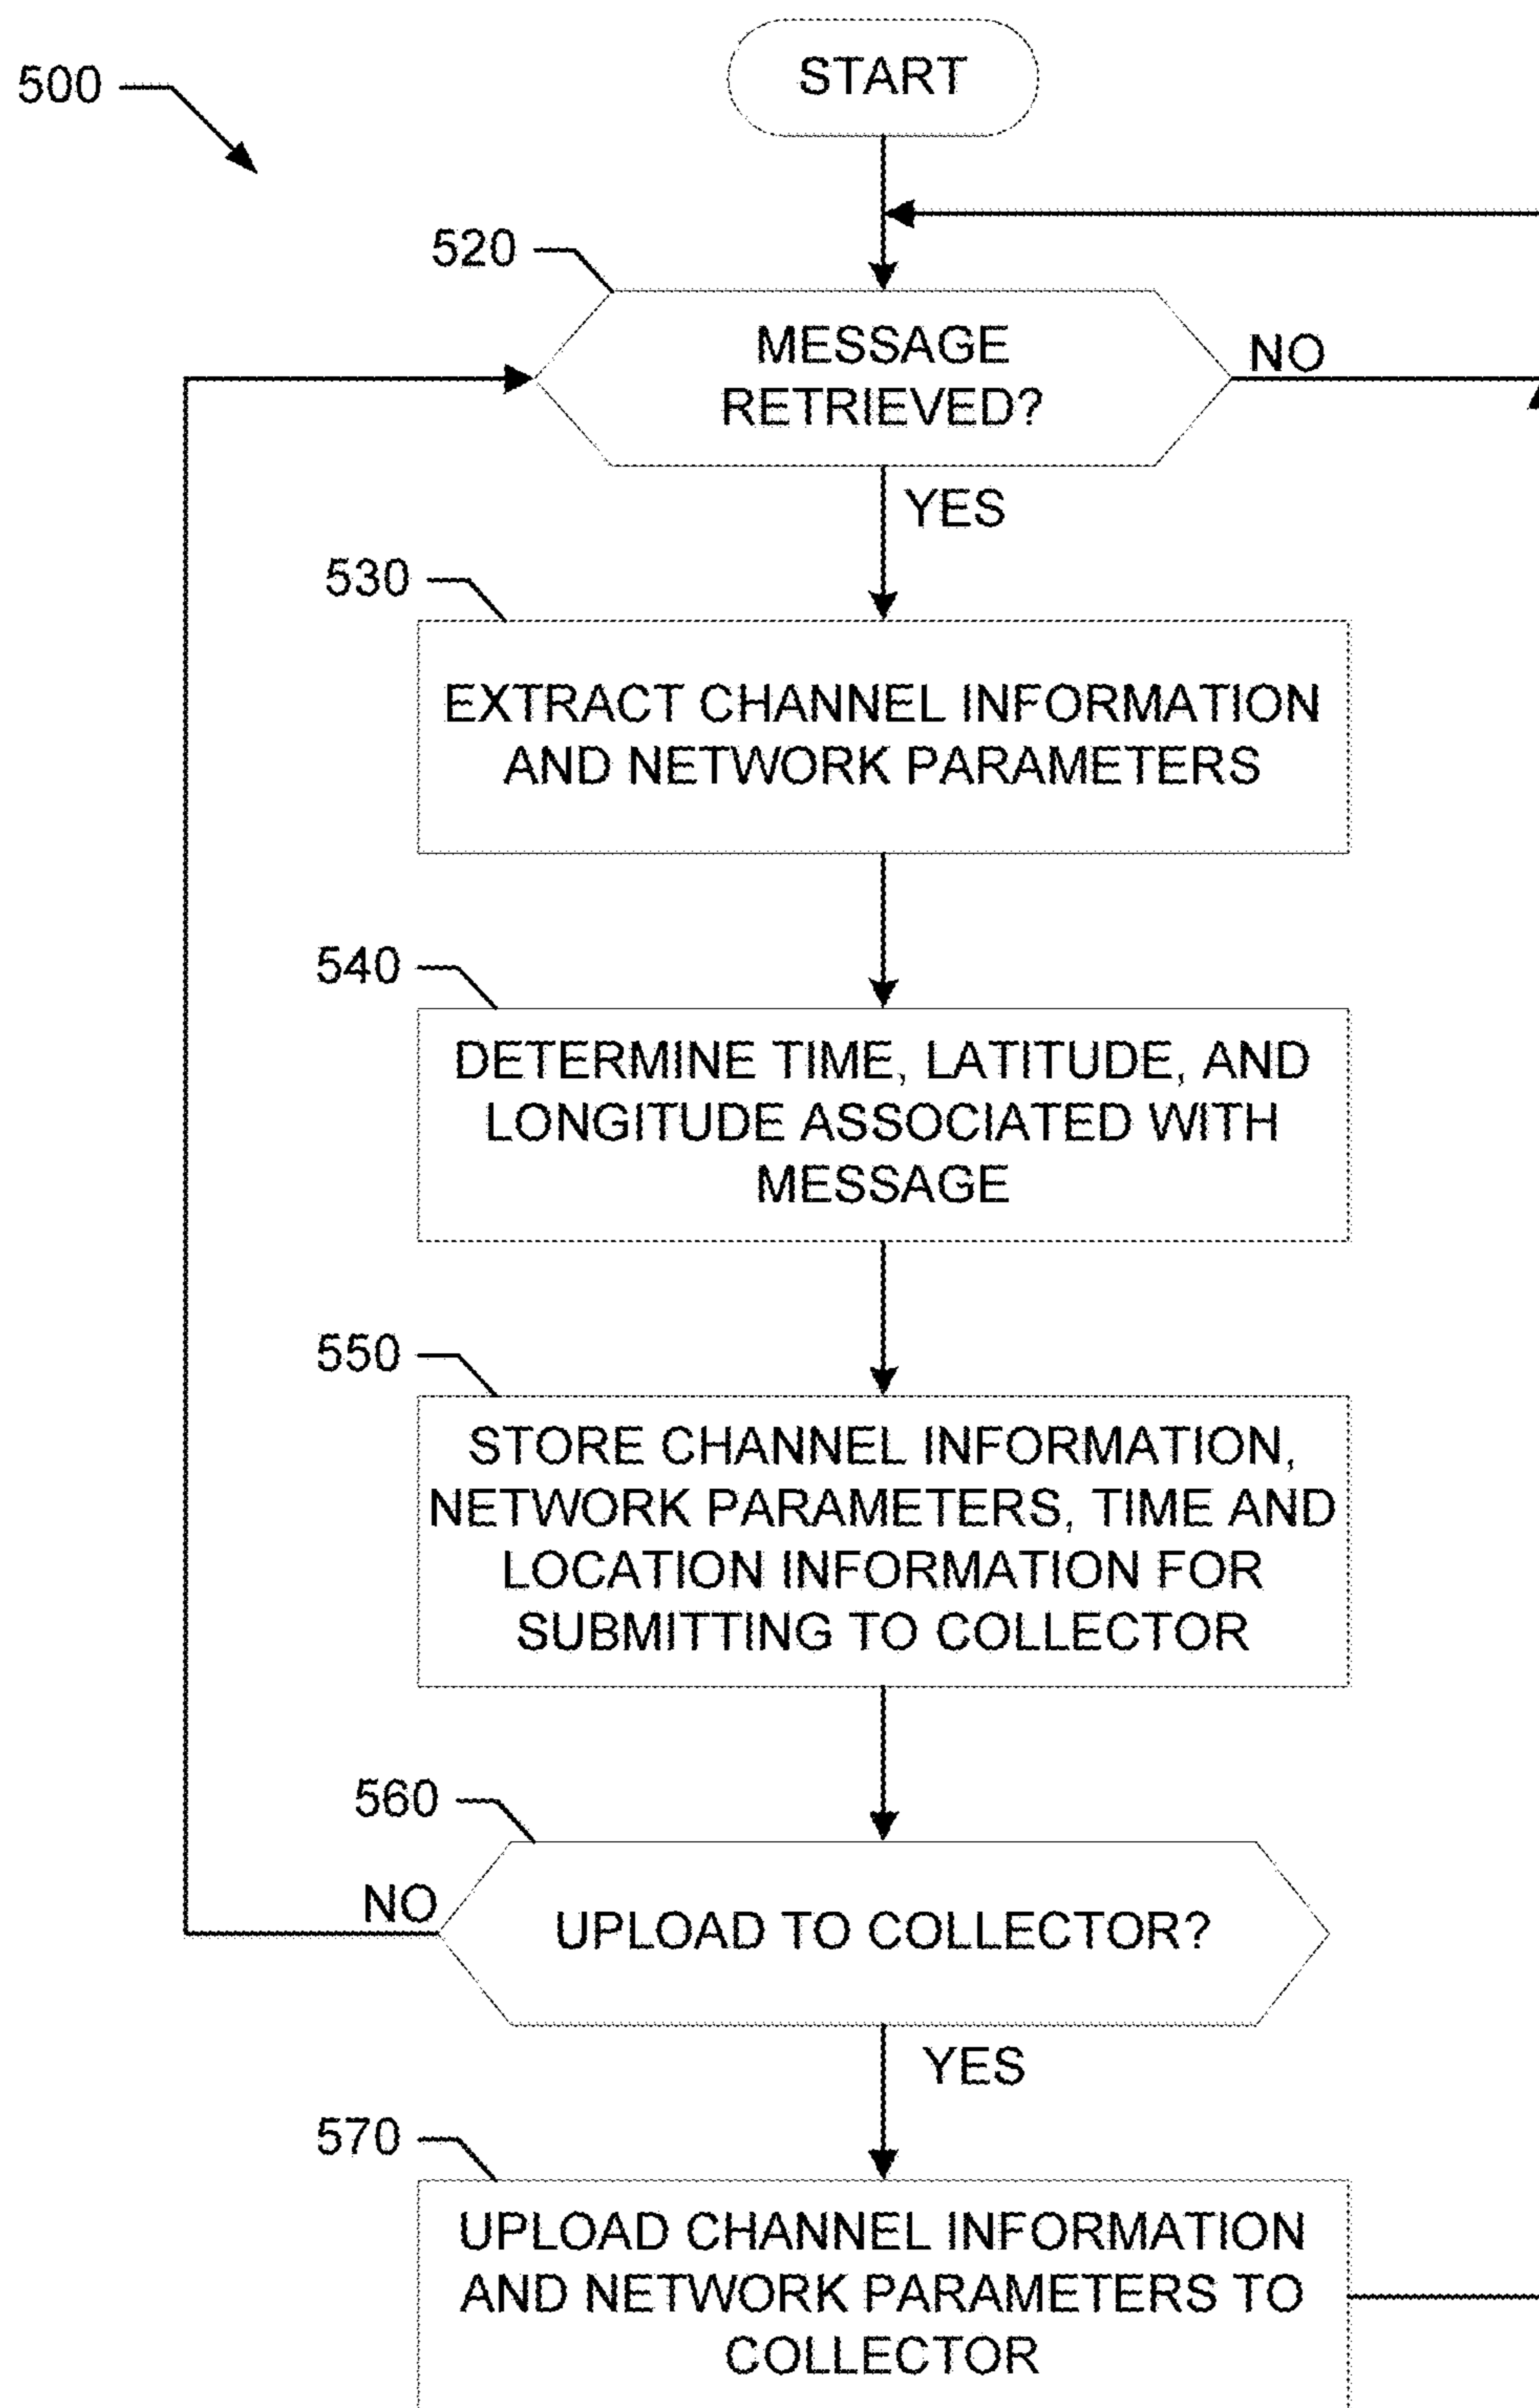 500
START
520
MESSAGE
RETRIEVED?
NO
YES
530
EXTRACT CHANNEL INFORMATION
AND NETWORK PARAMETERS
540
DETERMINE TIME, LATITUDE, AND
LONGITUDE ASSOCIATED WITH
MESSAGE
550
STORE CHANNEL INFORMATION,
NETWORK PARAMETERS, TIME AND
LOCATION INFORMATION FOR
SUBMITTING TO COLLECTOR
560
NO
UPLOAD TO COLLECTOR?
YES
570
UPLOAD CHANNEL INFORMATION
AND NETWORK PARAMETERS TO
COLLECTOR